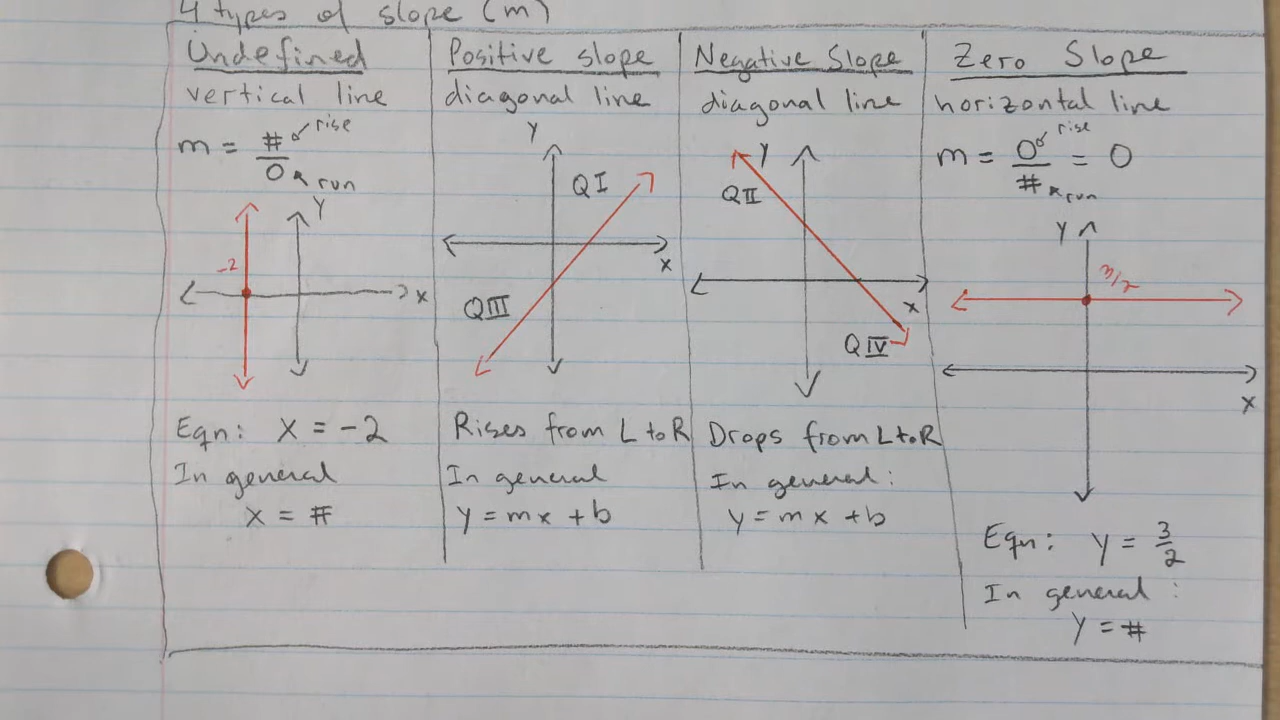 4 types of slope (m)
Undefined
vertical line
m = #/0
rise
run
Y
-2
X
Eqn: X = -2
In general
X = #
Positive slope
diagonal line
Y
QI
X
QIII
Rises from L to R
In general
y = mx + b
Negative Slope
diagonal line
Y
QII
X
QIV
Drops from L to R
In general:
y = mx + b
Zero Slope
horizontal line
m = 0/# = 0
rise
run
Y
3/2
X
Eqn: y = 3/2
In general:
y = #